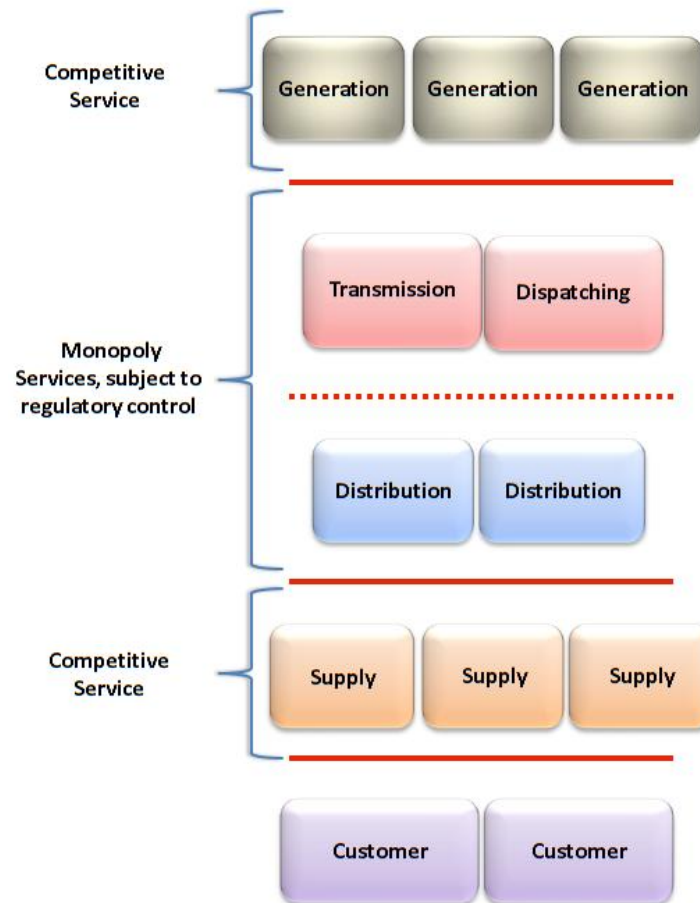 Competitive
Service
Generation
Generation
Generation
Monopoly
Services, subject to
regulatory control
Transmission
Dispatching
Distribution
Distribution
Competitive
Service
Supply
Supply
Supply
Customer
Customer